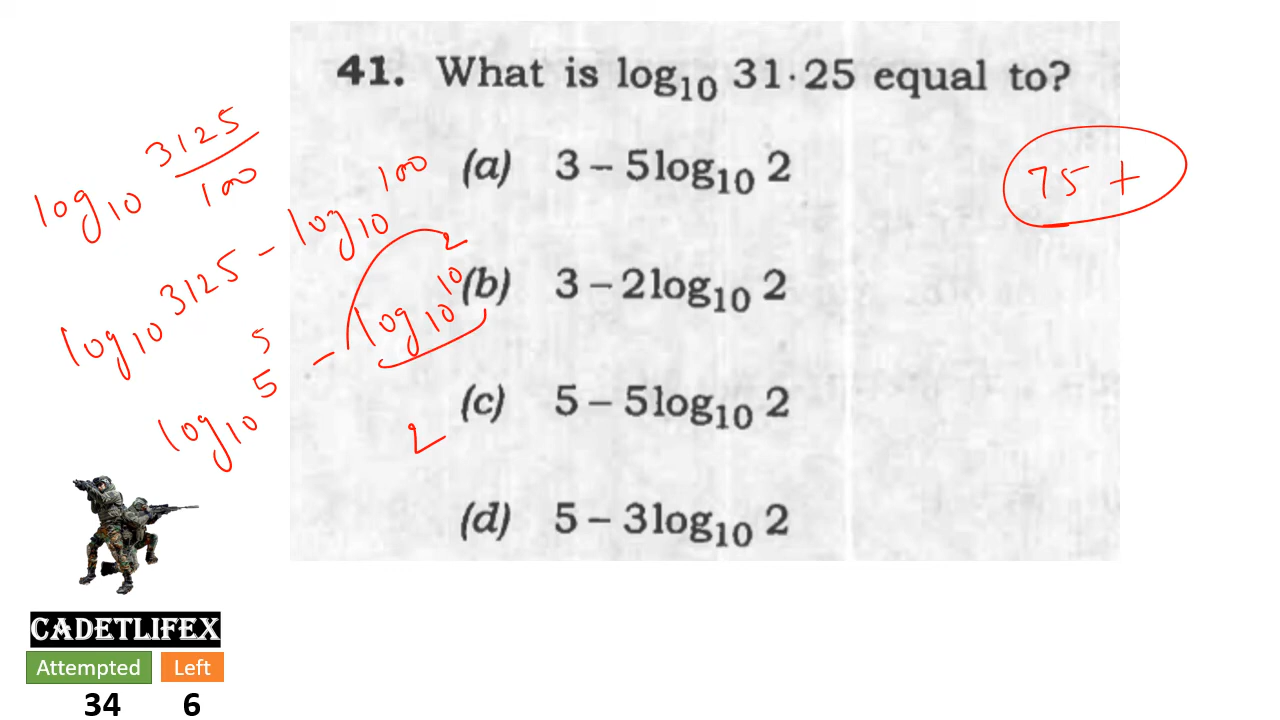 41. What is log10 31·25 equal to?
(a) 3 – 5log10 2
(b) 3 – 2log10 2
(c) 5 – 5log10 2
(d) 5 – 3log10 2
log10 3125
100
log10 3125 – log10 100
log10 5 5 – log10 10 2
2
75 +
CADETLIFEX
Attempted Left
34 6